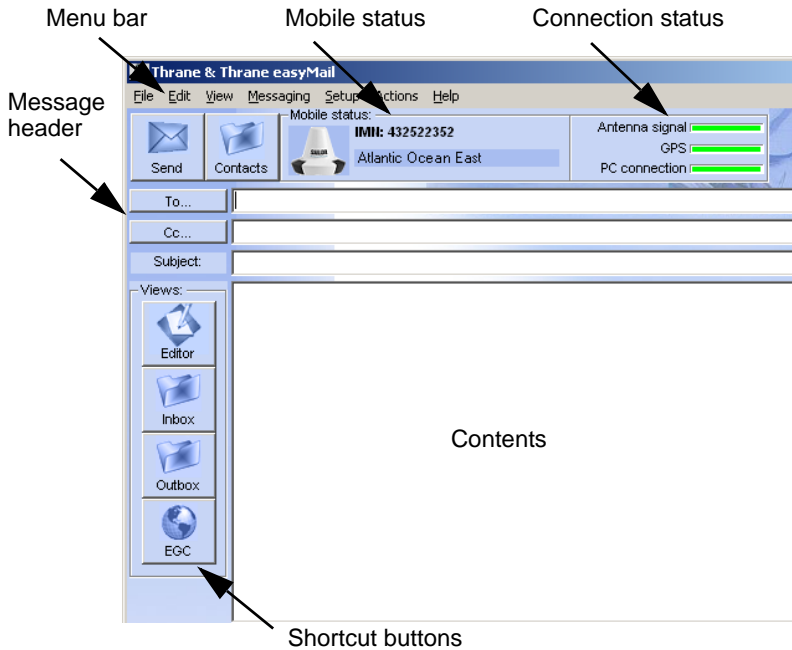 Menu bar
Mobile status
Connection status
Message
header
Thrane & Thrane easyMail
File Edit View Messaging Setup Actions Help
Send
Contacts
Mobile status:
SAILOR
IMN: 432522352
Atlantic Ocean East
Antenna signal
GPS
PC connection
To...
Cc...
Subject:
Views:
Editor
Inbox
Outbox
EGC
Contents
Shortcut buttons